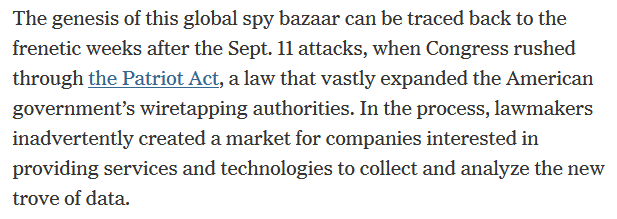 The genesis of this global spy bazaar can be traced back to the
frenetic weeks after the Sept. 11 attacks, when Congress rushed
through the Patriot Act, a law that vastly expanded the American
government’s wiretapping authorities. In the process, lawmakers
inadvertently created a market for companies interested in
providing services and technologies to collect and analyze the new
trove of data.